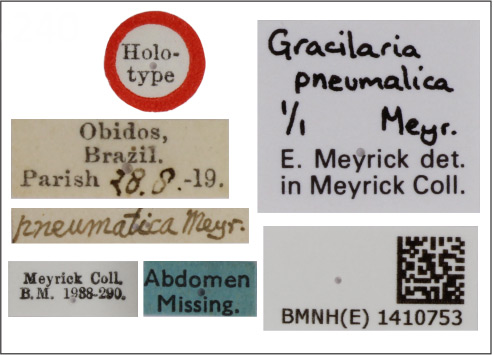 Holo-
type
Obidos,
Brazil.
Parish 28.8.-19.
pneumatica Meyr.
Meyrick Coll.
B.M. 1938-290.
Abdomen
Missing.
Gracilaria
pneumalica
1/1 Meyr.
E. Meyrick det.
in Meyrick Coll.
BMNH(E) 1410753